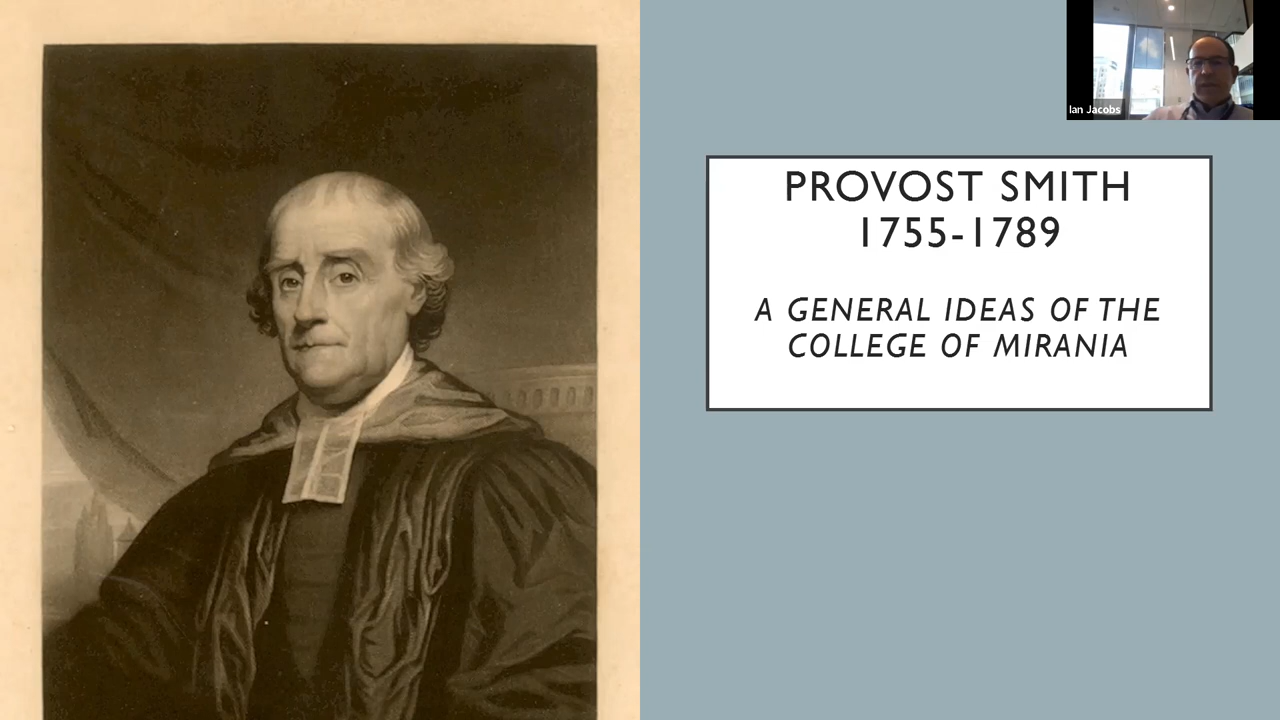 Ian Jacobs
PROVOST SMITH
1755-1789
A GENERAL IDEAS OF THE
COLLEGE OF MIRANIA